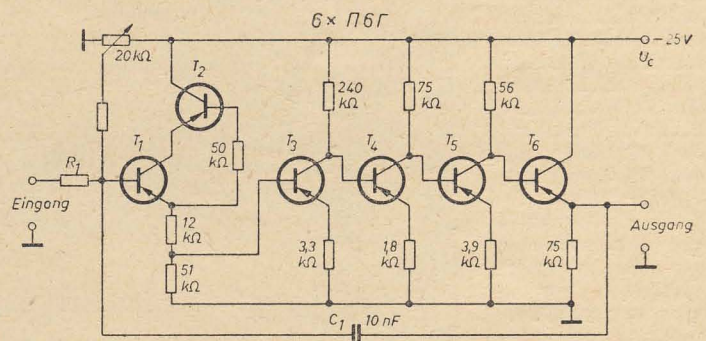 6 × П6Г
20 kΩ
T₂
-25V
U_c
240 kΩ
75 kΩ
56 kΩ
T₁
50 kΩ
T₃
T₄
T₅
T₆
R₁
Eingang
12 kΩ
51 kΩ
3,3 kΩ
1,8 kΩ
3,9 kΩ
75 kΩ
Ausgang
C₁
10 nF